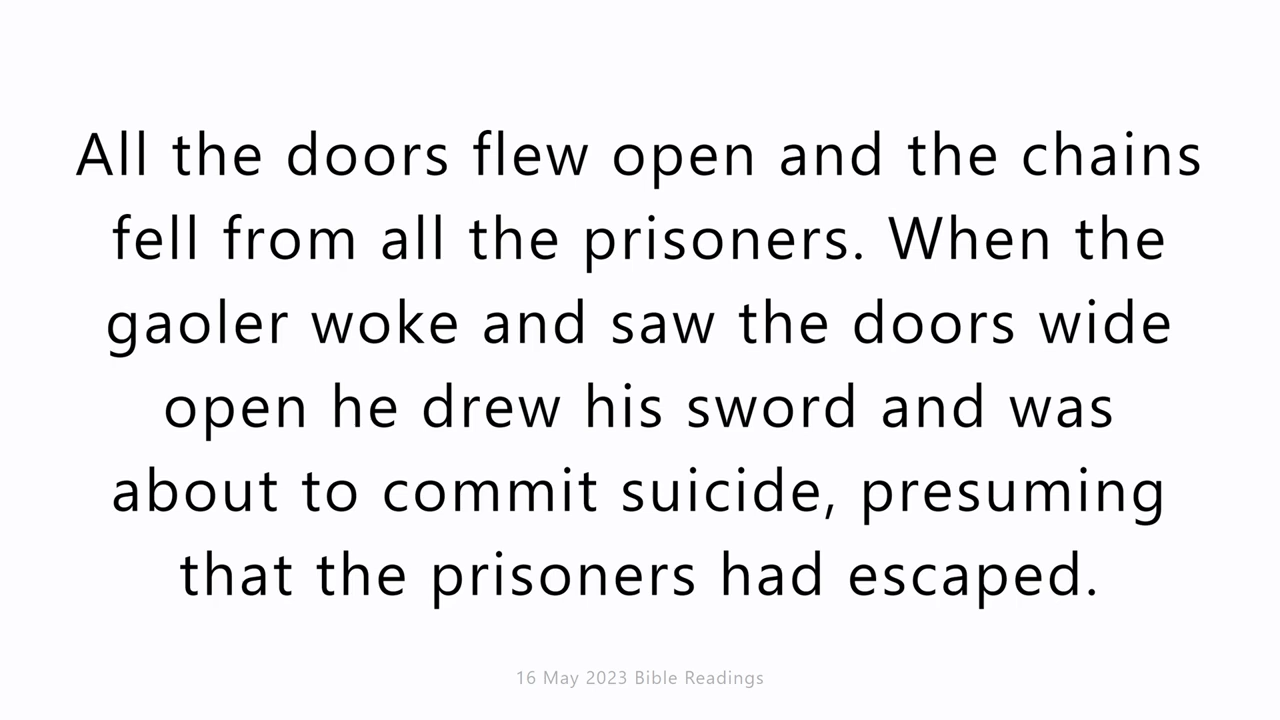 All the doors flew open and the chains
fell from all the prisoners. When the
gaoler woke and saw the doors wide
open he drew his sword and was
about to commit suicide, presuming
that the prisoners had escaped.
16 May 2023 Bible Readings